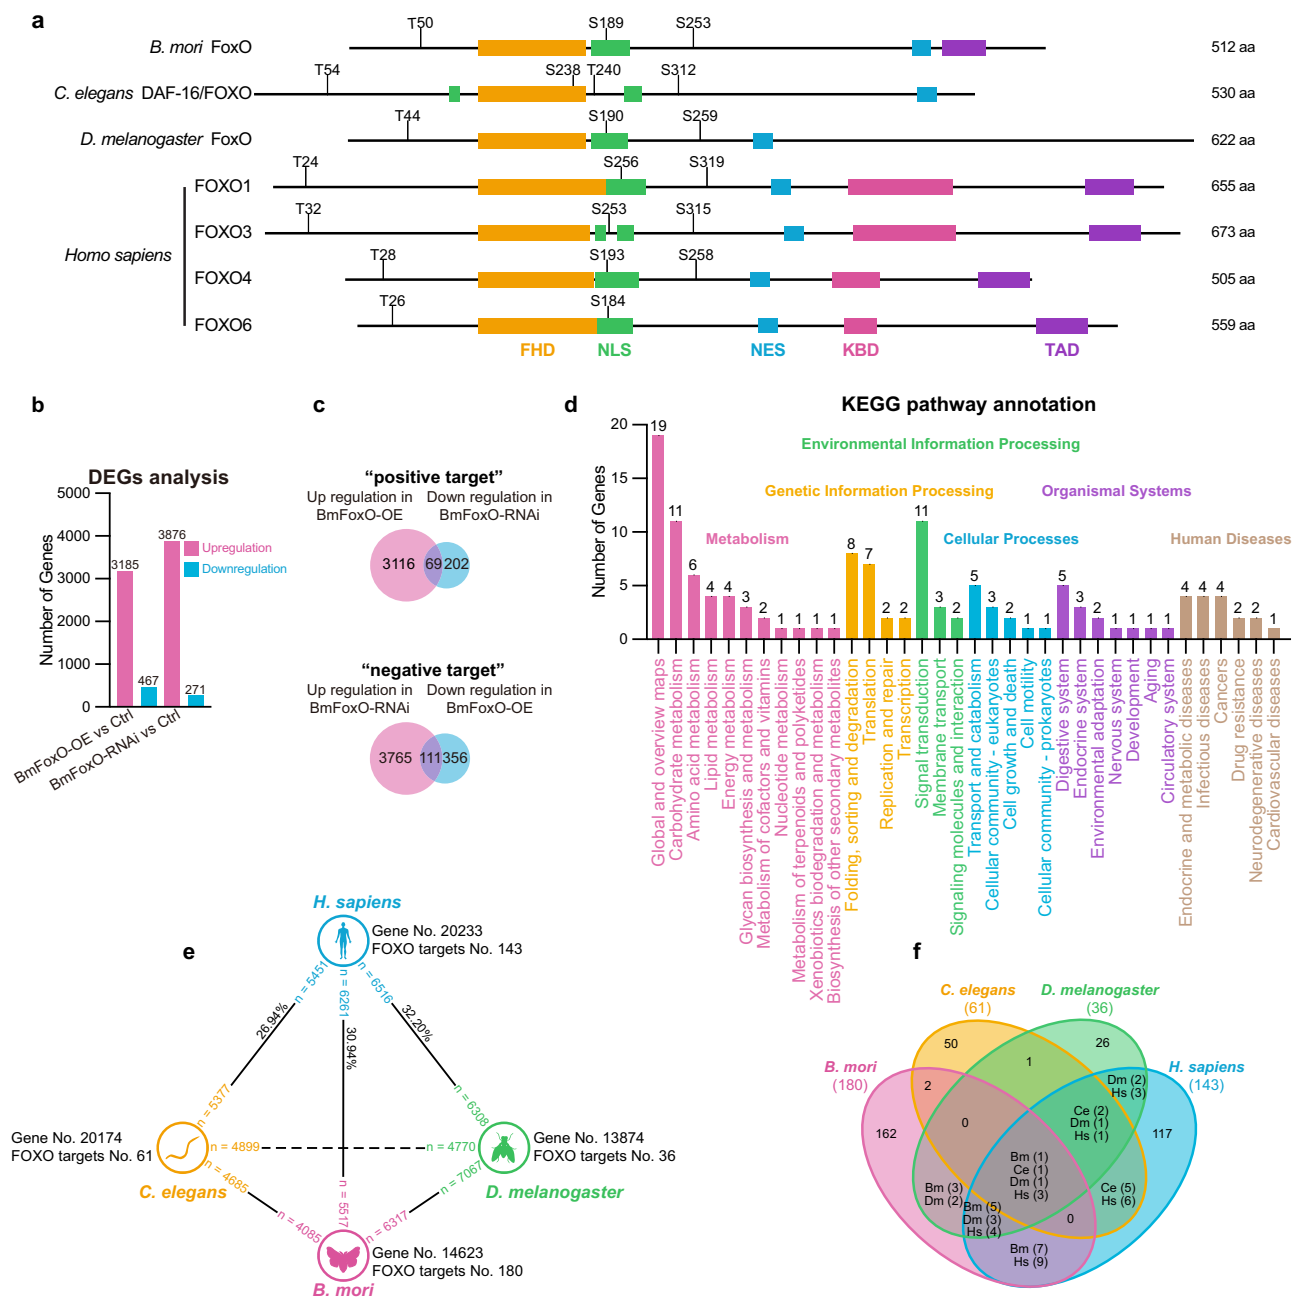 a
T50
S189
S253
B. mori FoxO
512 aa
T54
S238
T240
S312
C. elegans DAF-16/FOXO
530 aa
T44
S190
S259
D. melanogaster FoxO
622 aa
T24
S256
S319
FOXO1
655 aa
T32
S253
S315
FOXO3
673 aa
Homo sapiens
T28
S193
S258
FOXO4
505 aa
T26
S184
FOXO6
559 aa
FHD
NLS
NES
KBD
TAD
b
DEGs analysis
Number of Genes
5000
4000
3000
2000
1000
0
3185
467
3876
271
Upregulation
Downregulation
BmFoxO-OE vs Ctrl
BmFoxO-RNAi vs Ctrl
c
“positive target”
Up regulation in
BmFoxO-OE
Down regulation in
BmFoxO-RNAi
3116
69
202
“negative target”
Up regulation in
BmFoxO-RNAi
Down regulation in
BmFoxO-OE
3765
111
356
d
KEGG pathway annotation
Number of Genes
20
15
10
5
0
Environmental Information Processing
Genetic Information Processing
Organismal Systems
Metabolism
Cellular Processes
Human Diseases
19
11
6
4
4
3
2
1
1
1
1
8
7
2
2
11
3
2
5
3
2
1
1
5
3
2
1
1
1
1
4
4
4
2
2
1
Global and overview maps
Carbohydrate metabolism
Amino acid metabolism
Lipid metabolism
Energy metabolism
Glycan biosynthesis and metabolism
Metabolism of cofactors and vitamins
Nucleotide metabolism
Metabolism of terpenoids and polyketides
Xenobiotics biodegradation and metabolism
Biosynthesis of other secondary metabolites
Folding, sorting and degradation
Translation
Replication and repair
Transcription
Signal transduction
Membrane transport
Signaling molecules and interaction
Transport and catabolism
Cellular community - eukaryotes
Cell growth and death
Cell motility
Cellular community - prokaryotes
Digestive system
Endocrine system
Environmental adaptation
Nervous system
Development
Aging
Circulatory system
Endocrine and metabolic diseases
Infectious diseases
Cancers
Drug resistance
Neurodegenerative diseases
Cardiovascular diseases
e
H. sapiens
Gene No. 20233
FOXO targets No. 143
n = 5451
n = 6261
n = 6516
26.94%
30.94%
32.20%
n = 5377
n = 6308
Gene No. 20174
FOXO targets No. 61
n = 4899
n = 4770
Gene No. 13874
FOXO targets No. 36
C. elegans
D. melanogaster
n = 4685
n = 7067
n = 4085
n = 5517
n = 6317
Gene No. 14623
FOXO targets No. 180
B. mori
f
C. elegans
(61)
D. melanogaster
(36)
B. mori
(180)
H. sapiens
(143)
50
1
26
2
Dm (2)
Hs (3)
162
0
Ce (2)
Dm (1)
Hs (1)
117
Bm (1)
Ce (1)
Dm (1)
Hs (3)
Bm (3)
Dm (2)
Ce (5)
Hs (6)
Bm (5)
Dm (3)
Hs (4)
0
Bm (7)
Hs (9)